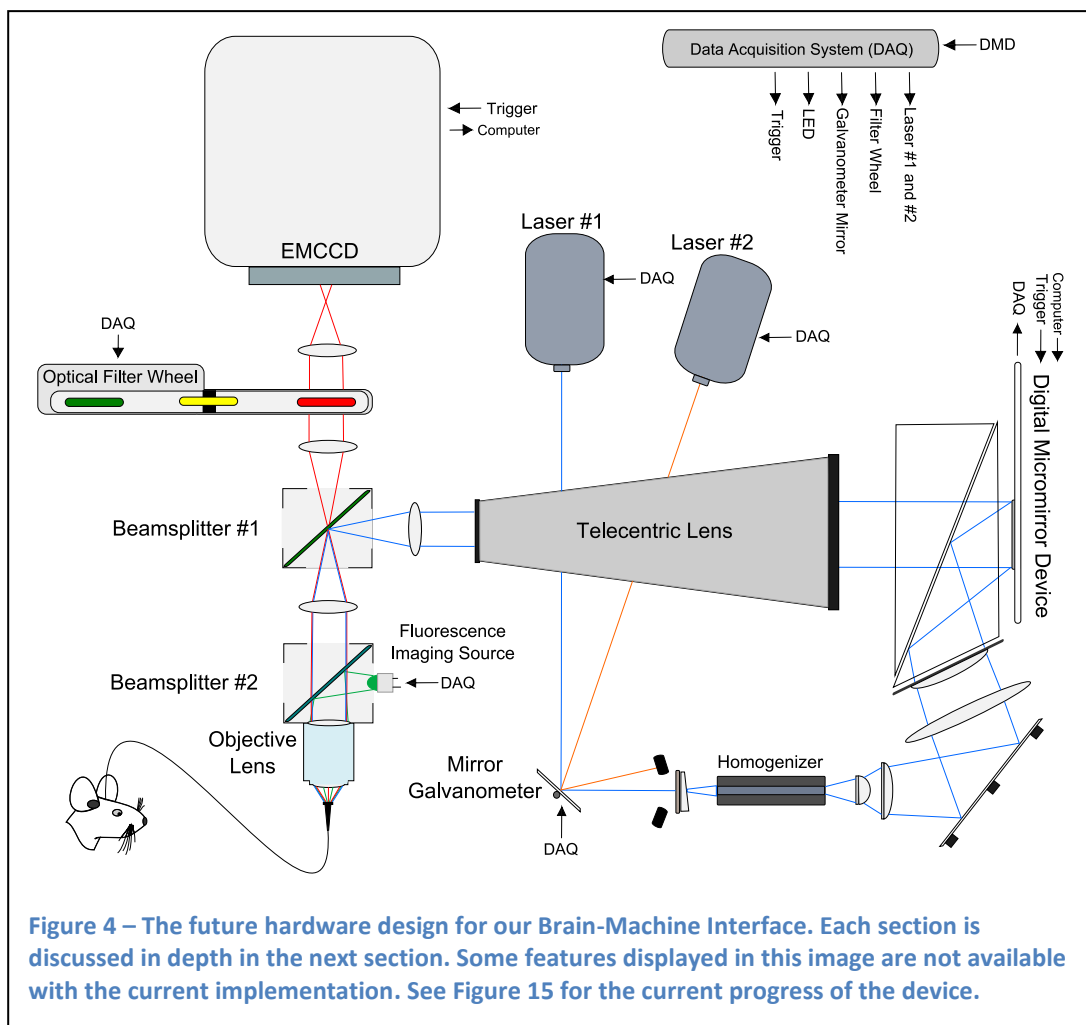 Data Acquisition System (DAQ)
DMD
Trigger
LED
Galvanometer Mirror
Filter Wheel
Laser #1 and #2
Trigger
Computer
EMCCD
Laser #1
DAQ
Laser #2
DAQ
DAQ
Optical Filter Wheel
Computer
Trigger
DAQ
Digital Micromirror Device
Beamsplitter #1
Telecentric Lens
Fluorescence
Imaging Source
DAQ
Beamsplitter #2
Objective
Lens
Mirror
Galvanometer
DAQ
Homogenizer
Figure 4 – The future hardware design for our Brain-Machine Interface. Each section is
discussed in depth in the next section. Some features displayed in this image are not available
with the current implementation. See Figure 15 for the current progress of the device.